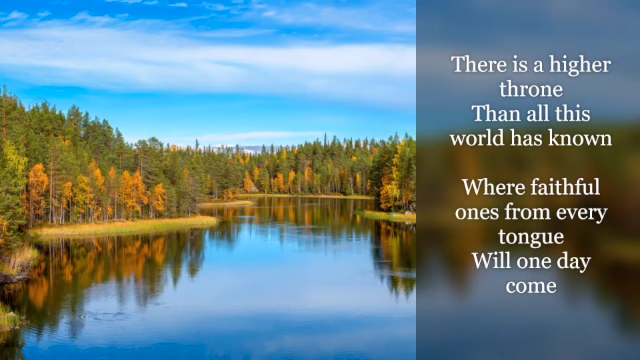 There is a higher
throne
Than all this
world has known
Where faithful
ones from every
tongue
Will one day
come